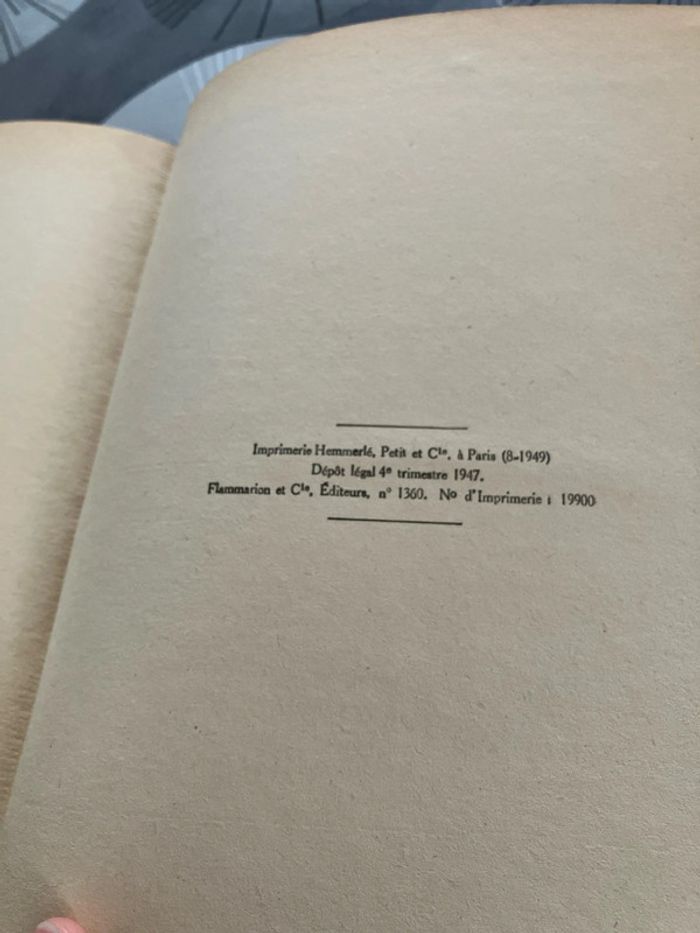 Imprimerie Hemmerlé, Petit et Cⁱᵉ, à Paris (8-1949)
Dépôt légal 4ᵉ trimestre 1947.
Flammarion et Cⁱᵉ, Éditeurs, n° 1360. Nº d'Imprimerie : 19900